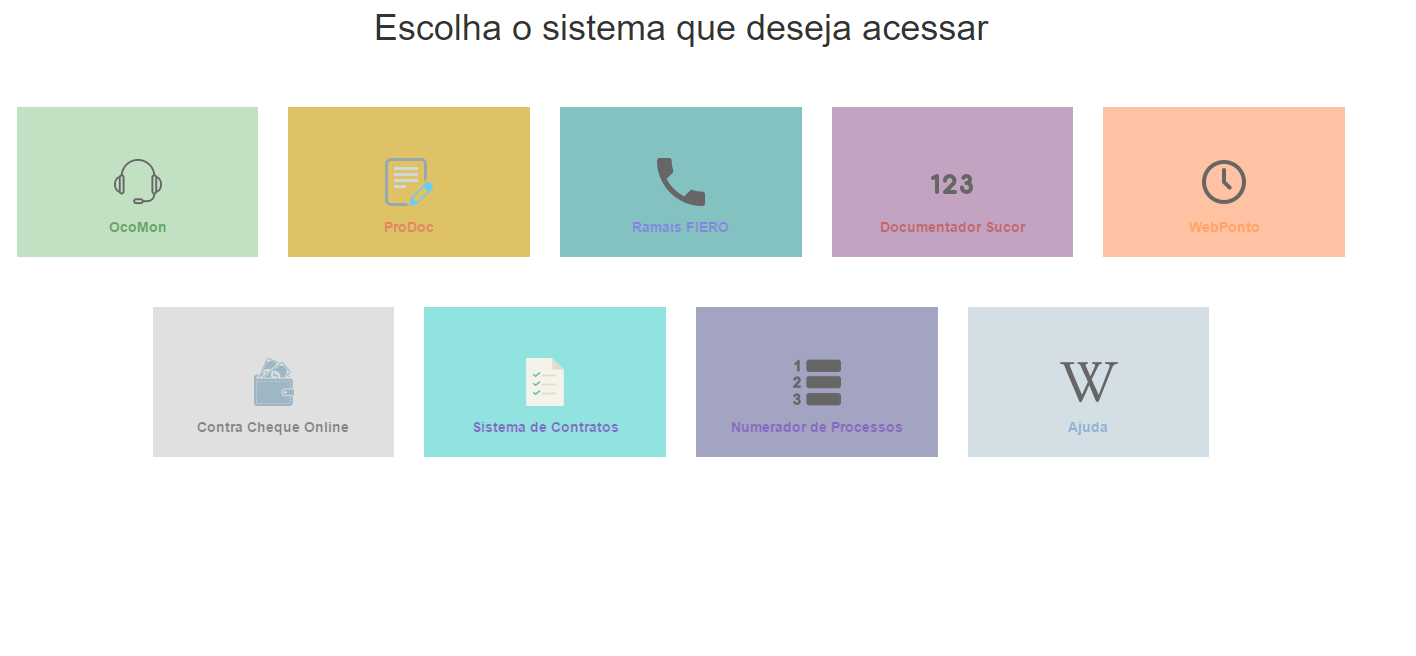 Escolha o sistema que deseja acessar
123
OcoMon
ProDoc
Ramais FIERO
Documentador Sucor
WebPonto
1
2
3
W
Contra Cheque Online
Sistema de Contratos
Numerador de Processos
Ajuda